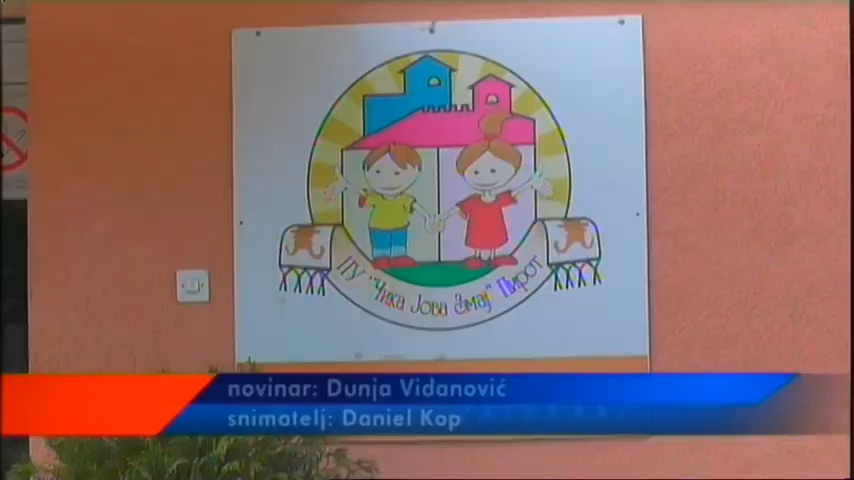 ПУ "Чика Јова Змај" Пирот
novinar: Dunja Vidanović
snimatelj: Daniel Kop